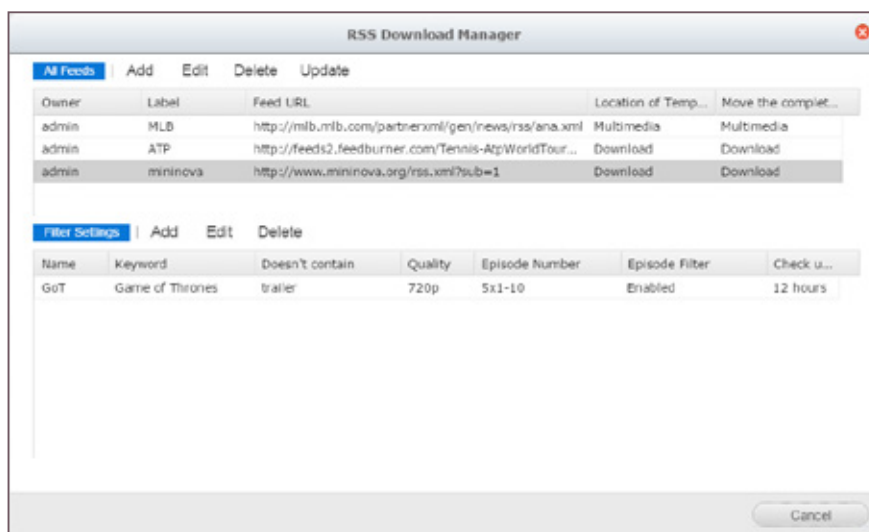 RSS Download Manager
All Feeds | Add Edit Delete Update
Owner Label Feed URL Location of Temp... Move the complet...
admin MLB http://mlb.mlb.com/partnerxml/gen/news/rss/ana.xml Multimedia Multimedia
admin ATP http://feeds2.feedburner.com/Tennis-AtpWorldTour... Download Download
admin mininova http://www.mininova.org/rss.xml?sub=1 Download Download
Filter Settings | Add Edit Delete
Name Keyword Doesn't contain Quality Episode Number Episode Filter Check u...
GoT Game of Thrones trailer 720p 5x1-10 Enabled 12 hours
Cancel